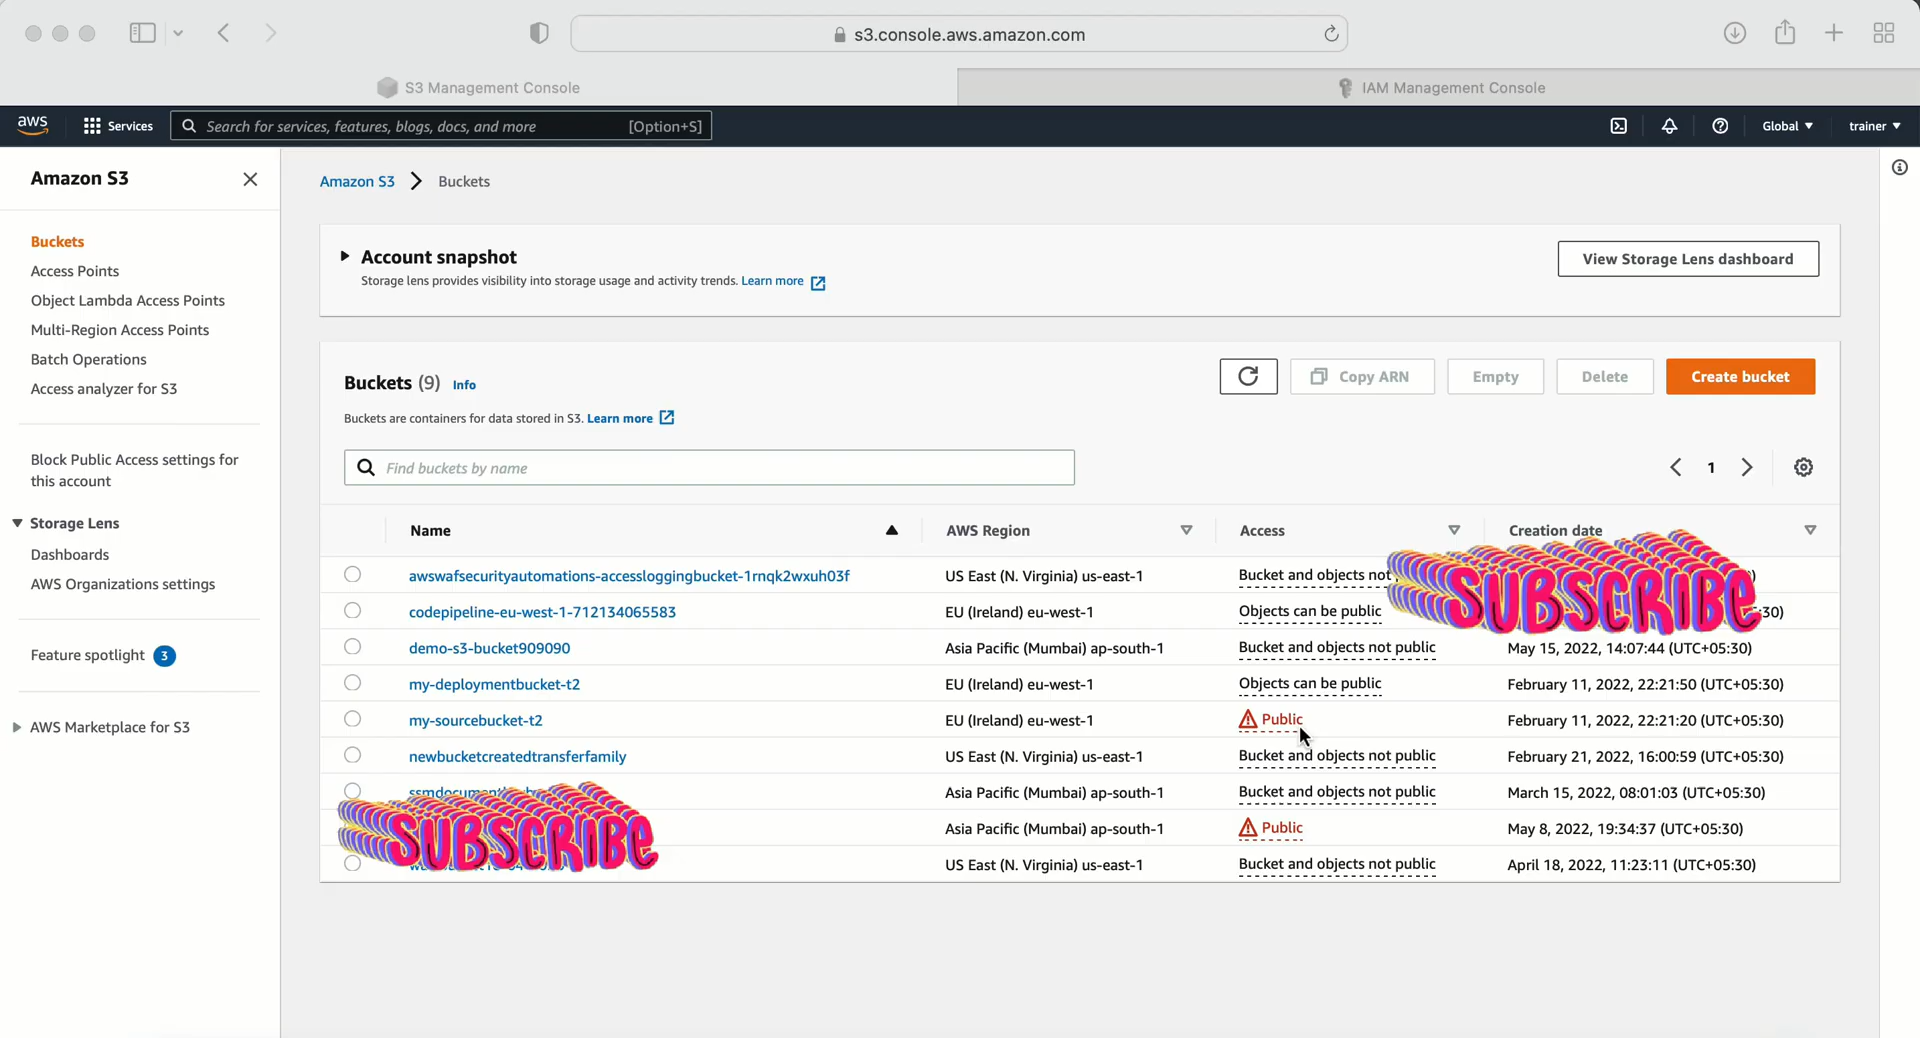 s3.console.aws.amazon.com
S3 Management Console
IAM Management Console
aws
Services
Search for services, features, blogs, docs, and more
[Option+S]
Global
trainer
Amazon S3
Amazon S3
Buckets
Buckets
Access Points
Object Lambda Access Points
Multi-Region Access Points
Batch Operations
Access analyzer for S3
Block Public Access settings for
this account
Storage Lens
Dashboards
AWS Organizations settings
Feature spotlight 3
AWS Marketplace for S3
Account snapshot
Storage lens provides visibility into storage usage and activity trends. Learn more
View Storage Lens dashboard
Buckets (9) Info
Copy ARN
Empty
Delete
Create bucket
Buckets are containers for data stored in S3. Learn more
Find buckets by name
1
Name AWS Region Access Creation date
awswafsecurityautomations-accessloggingbucket-1rnqk2wxuh03f US East (N. Virginia) us-east-1 Bucket and objects not
SUBSCRIBE
codepipeline-eu-west-1-712134065583 EU (Ireland) eu-west-1 Objects can be public :30)
demo-s3-bucket909090 Asia Pacific (Mumbai) ap-south-1 Bucket and objects not public May 15, 2022, 14:07:44 (UTC+05:30)
my-deploymentbucket-t2 EU (Ireland) eu-west-1 Objects can be public February 11, 2022, 22:21:50 (UTC+05:30)
my-sourcebucket-t2 EU (Ireland) eu-west-1 Public February 11, 2022, 22:21:20 (UTC+05:30)
newbucketcreatedtransferfamily US East (N. Virginia) us-east-1 Bucket and objects not public February 21, 2022, 16:00:59 (UTC+05:30)
Asia Pacific (Mumbai) ap-south-1 Bucket and objects not public March 15, 2022, 08:01:03 (UTC+05:30)
SUBSCRIBE
Asia Pacific (Mumbai) ap-south-1 Public May 8, 2022, 19:34:37 (UTC+05:30)
US East (N. Virginia) us-east-1 Bucket and objects not public April 18, 2022, 11:23:11 (UTC+05:30)